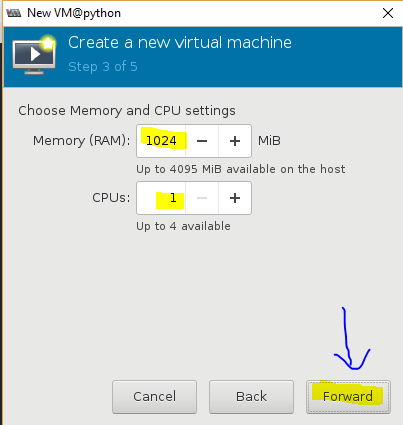 New VM@python
Create a new virtual machine
Step 3 of 5
Choose Memory and CPU settings
Memory (RAM): 1024 − + MiB
Up to 4095 MiB available on the host
CPUs: 1 − +
Up to 4 available
Cancel Back Forward